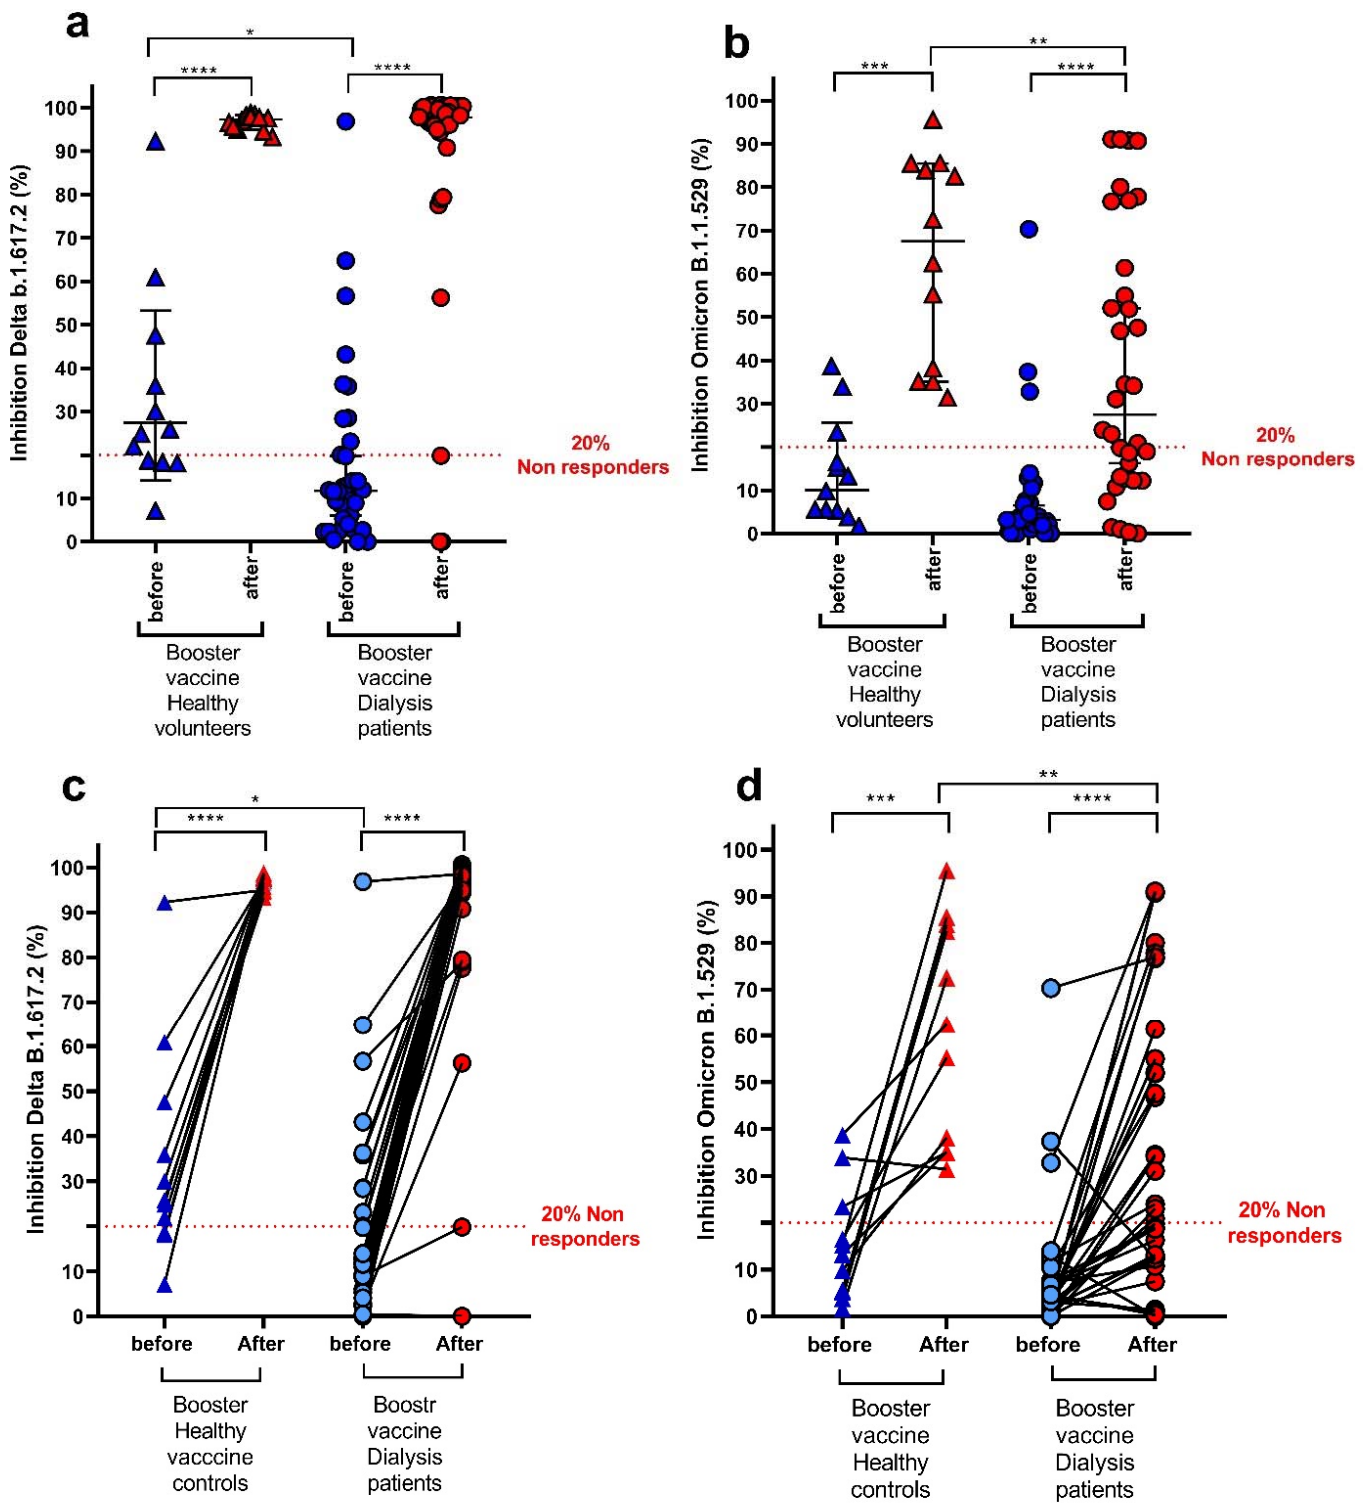 a
*
****
****
Inhibition Delta b.1.617.2 (%)
100
90
80
70
60
50
40
30
10
0
20%
Non responders
before
after
before
after
Booster
vaccine
Healthy
volunteers
Booster
vaccine
Dialysis
patients
b
**
***
****
Inhibition Omicron B.1.1.529 (%)
100
90
80
70
60
50
40
30
10
0
20%
Non responders
before
after
before
after
Booster
vaccine
Healthy
volunteers
Booster
vaccine
Dialysis
patients
c
*
****
****
Inhibition Delta B.1.617.2 (%)
100
90
80
70
60
50
40
30
10
0
20% Non
responders
before
After
before
After
Booster
Healthy
vacccine
controls
Boostr
vaccine
Dialysis
patients
d
**
***
****
Inhibition Omicron B.1.529 (%)
100
90
80
70
60
50
40
30
10
0
20% Non
responders
before
After
before
After
Booster
vaccine
Healthy
controls
Booster
vaccine
Dialysis
patients